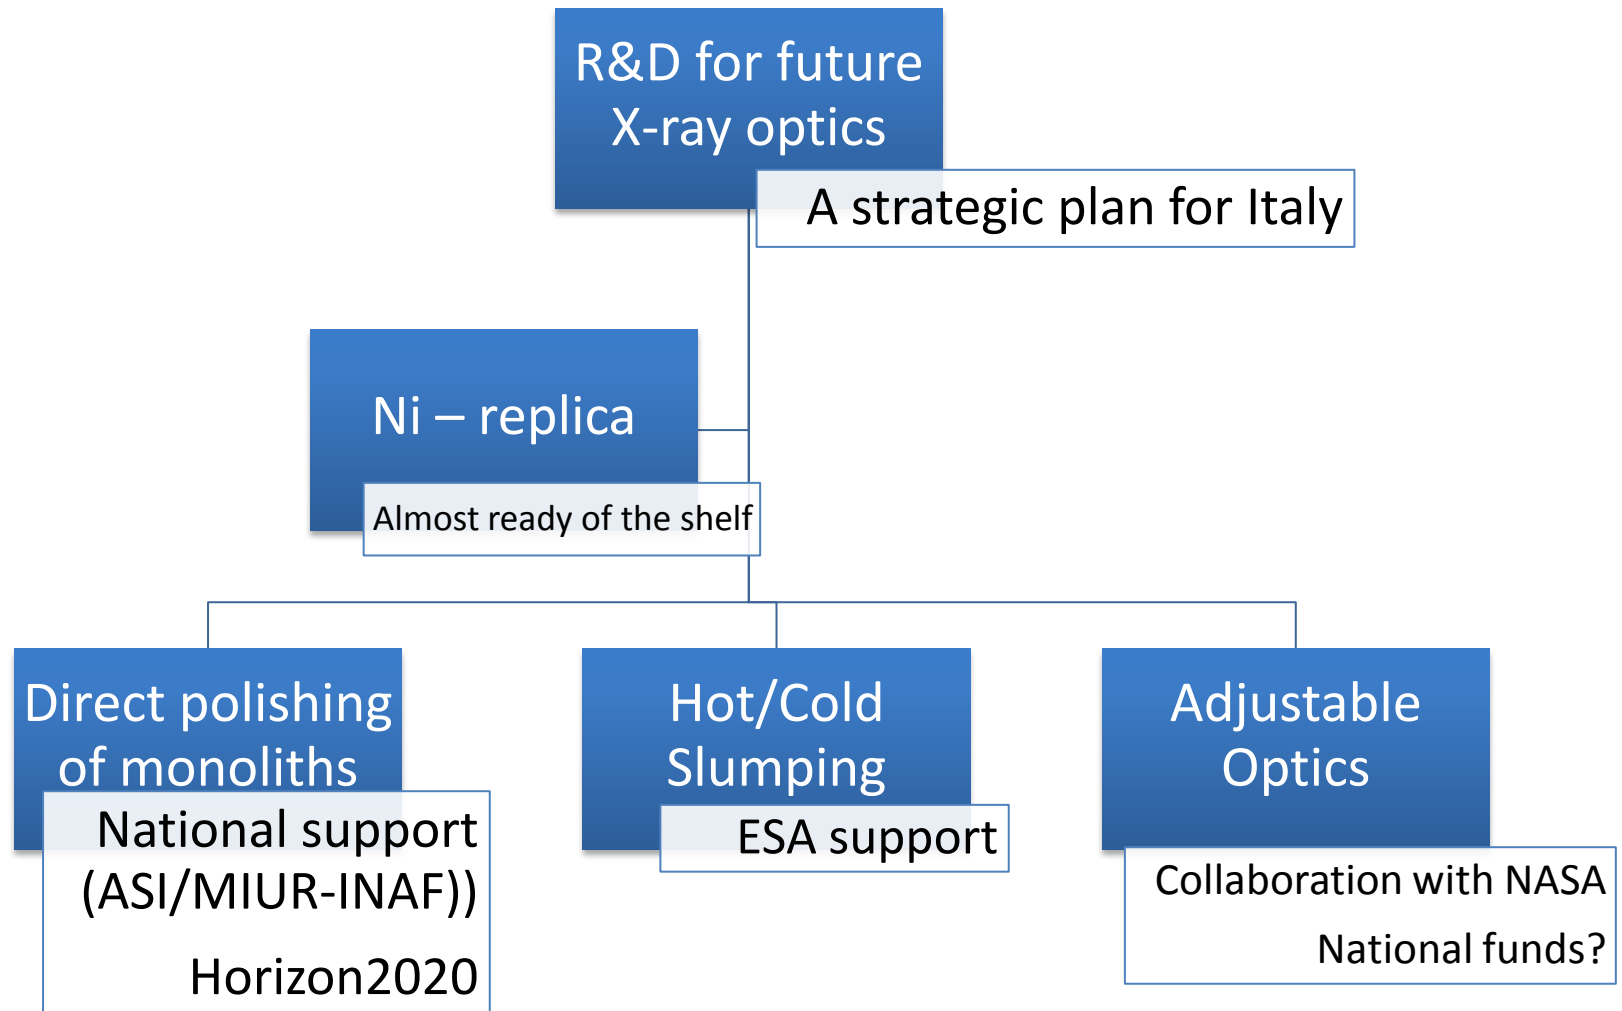 R&D for future
X-ray optics
A strategic plan for Italy
Ni – replica
Almost ready of the shelf
Direct polishing
of monoliths
National support
(ASI/MIUR-INAF))
Horizon2020
Hot/Cold
Slumping
ESA support
Adjustable
Optics
Collaboration with NASA
National funds?